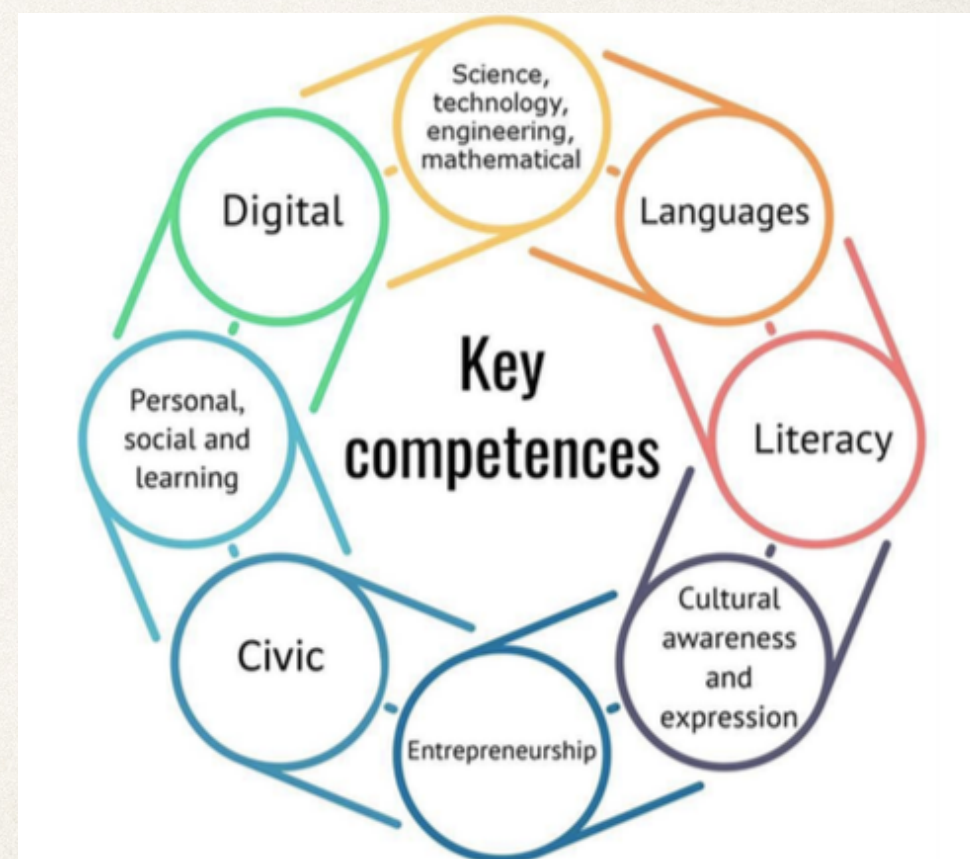 Science,
technology,
engineering,
mathematical
Languages
Literacy
Cultural
awareness
and
expression
Entrepreneurship
Civic
Personal,
social and
learning
Digital
Key
competences